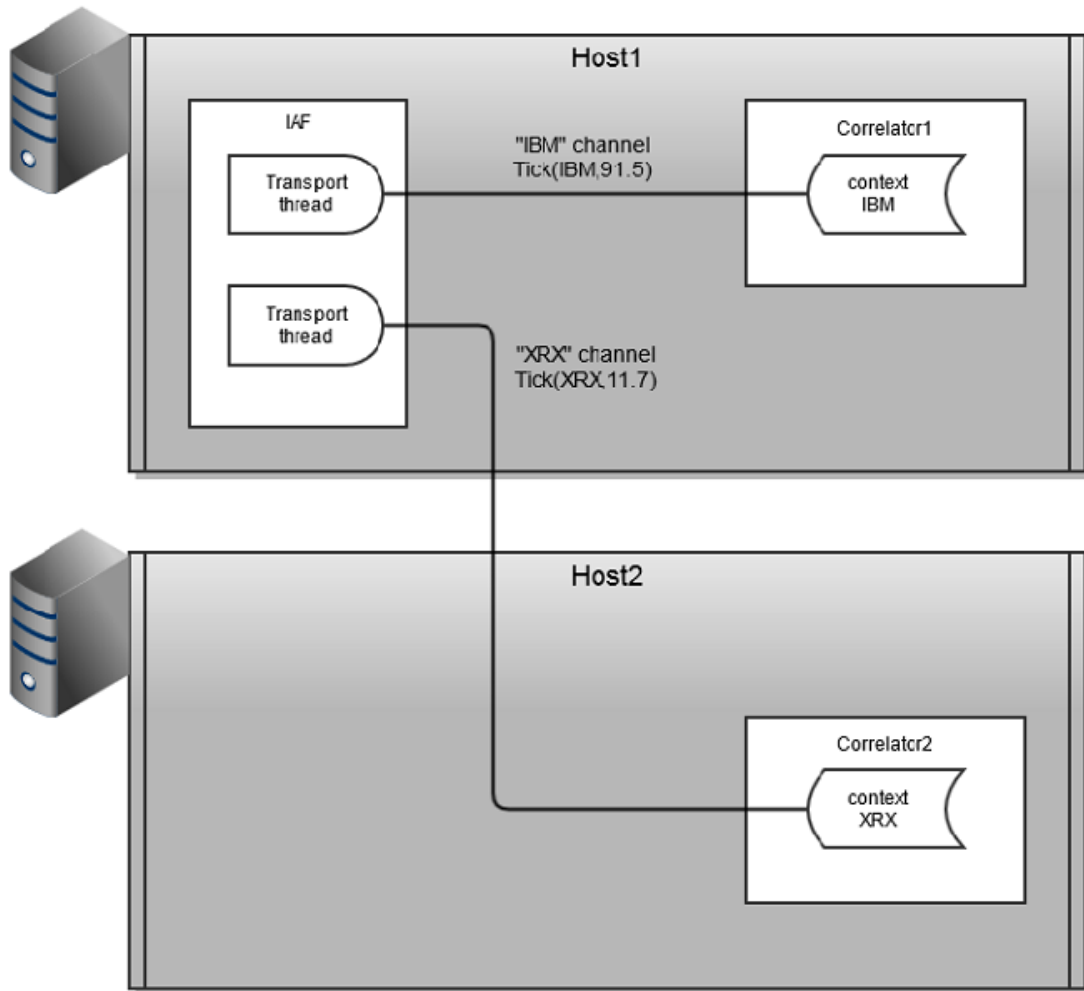 Host1
IAF
Transport
thread
"IBM" channel
Tick(IBM,91.5)
Correlator1
context
IBM
Transport
thread
"XRX" channel
Tick(XRX,11.7)
Host2
Correlator2
context
XRX